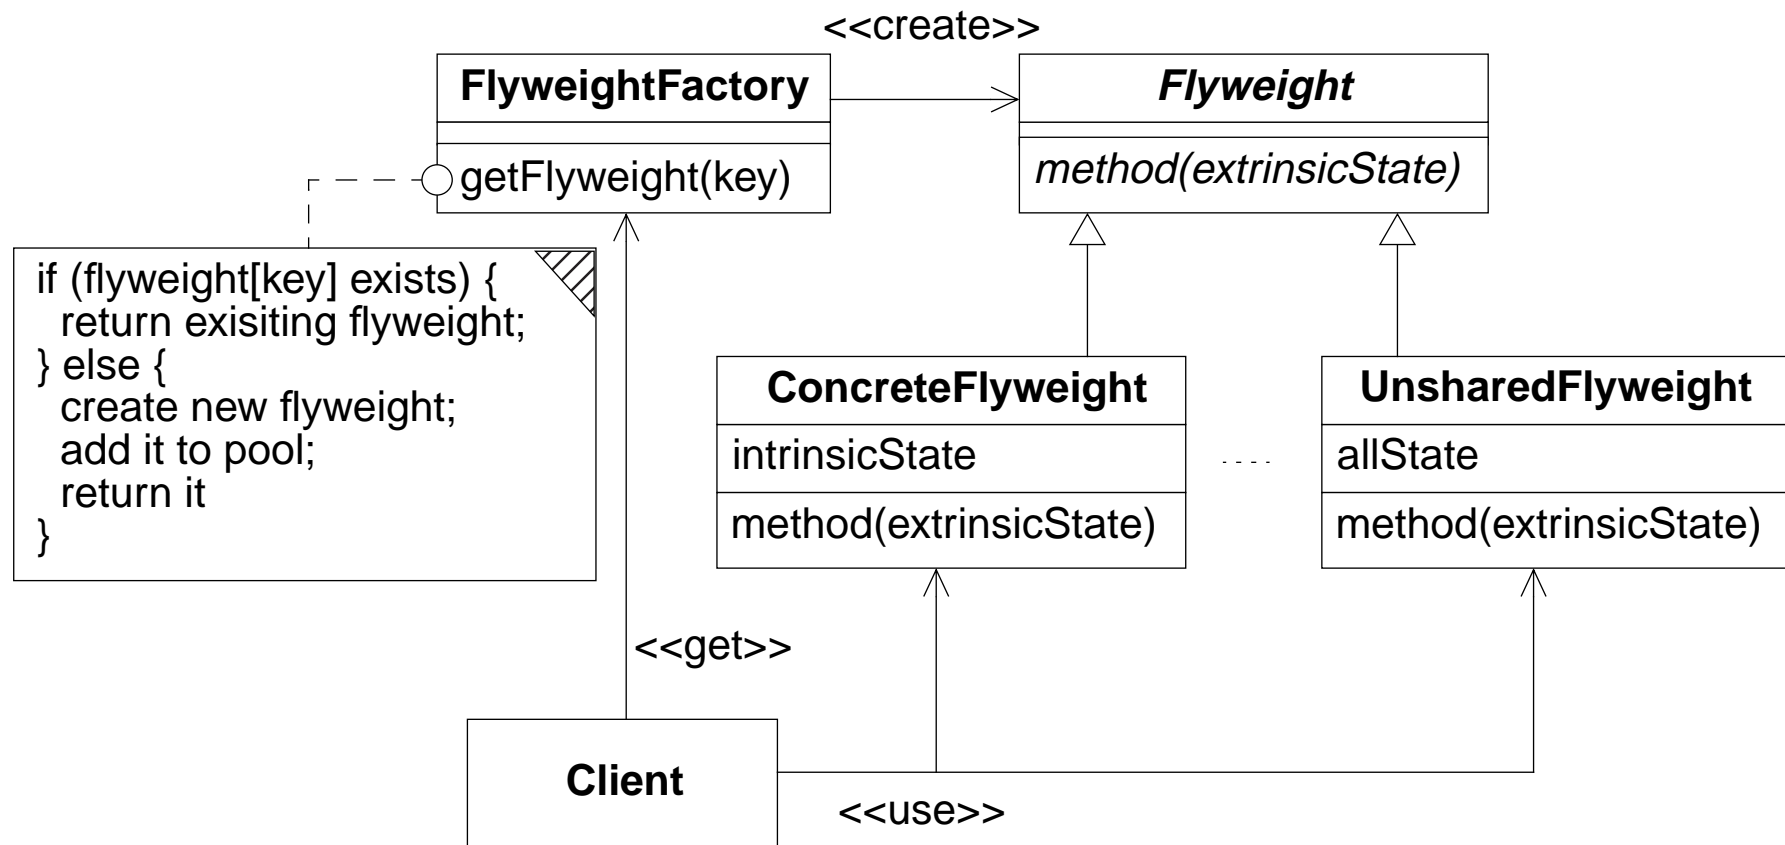 <<create>>
FlyweightFactory
Flyweight
getFlyweight(key)
method(extrinsicState)
if (flyweight[key] exists) {
return exisiting flyweight;
} else {
create new flyweight;
add it to pool;
return it
}
ConcreteFlyweight
UnsharedFlyweight
intrinsicState
....
allState
method(extrinsicState)
method(extrinsicState)
<<get>>
Client
<<use>>